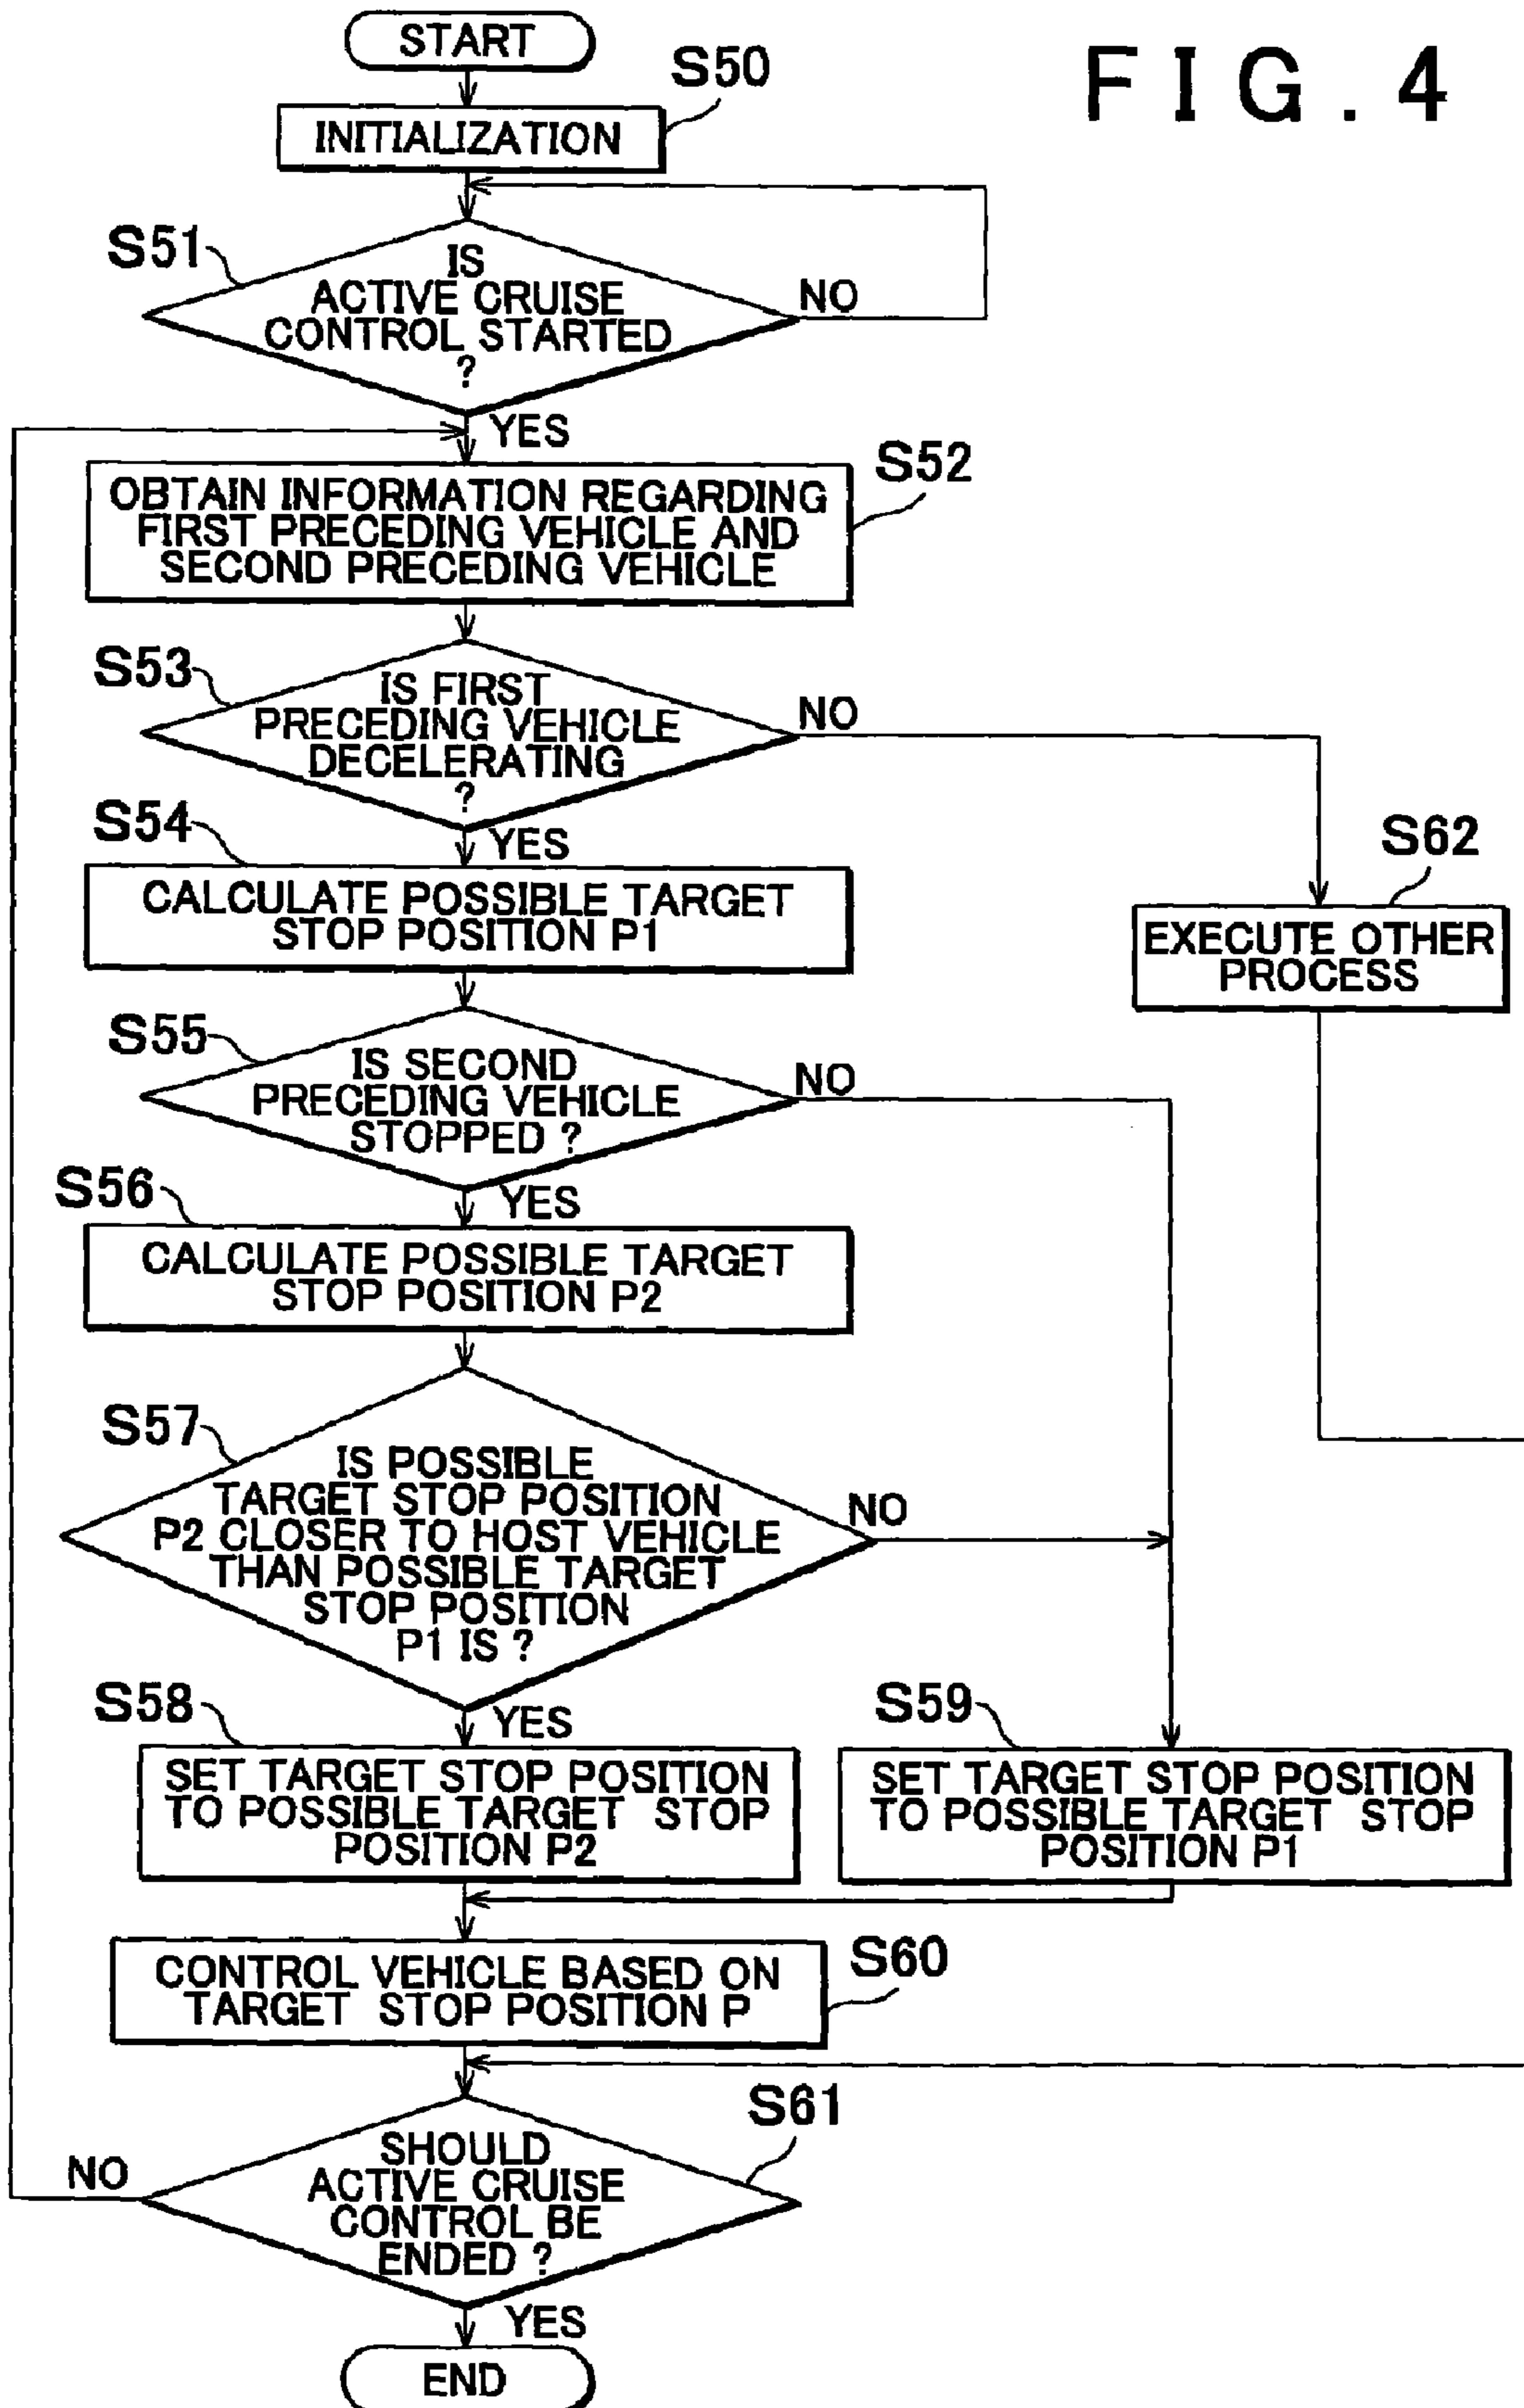 START
FIG.4
S50
INITIALIZATION
S51
IS
ACTIVE CRUISE
CONTROL STARTED
?
NO
YES
S52
OBTAIN INFORMATION REGARDING
FIRST PRECEDING VEHICLE AND
SECOND PRECEDING VEHICLE
S53
IS FIRST
PRECEDING VEHICLE
DECELERATING
?
NO
YES
S54
CALCULATE POSSIBLE TARGET
STOP POSITION P1
S62
EXECUTE OTHER
PROCESS
S55
IS SECOND
PRECEDING VEHICLE
STOPPED ?
NO
YES
S56
CALCULATE POSSIBLE TARGET
STOP POSITION P2
S57
IS POSSIBLE
TARGET STOP POSITION
P2 CLOSER TO HOST VEHICLE
THAN POSSIBLE TARGET
STOP POSITION
P1 IS ?
NO
YES
S58
SET TARGET STOP POSITION
TO POSSIBLE TARGET STOP
POSITION P2
S59
SET TARGET STOP POSITION
TO POSSIBLE TARGET STOP
POSITION P1
S60
CONTROL VEHICLE BASED ON
TARGET STOP POSITION P
S61
SHOULD
ACTIVE CRUISE
CONTROL BE
ENDED ?
NO
YES
END